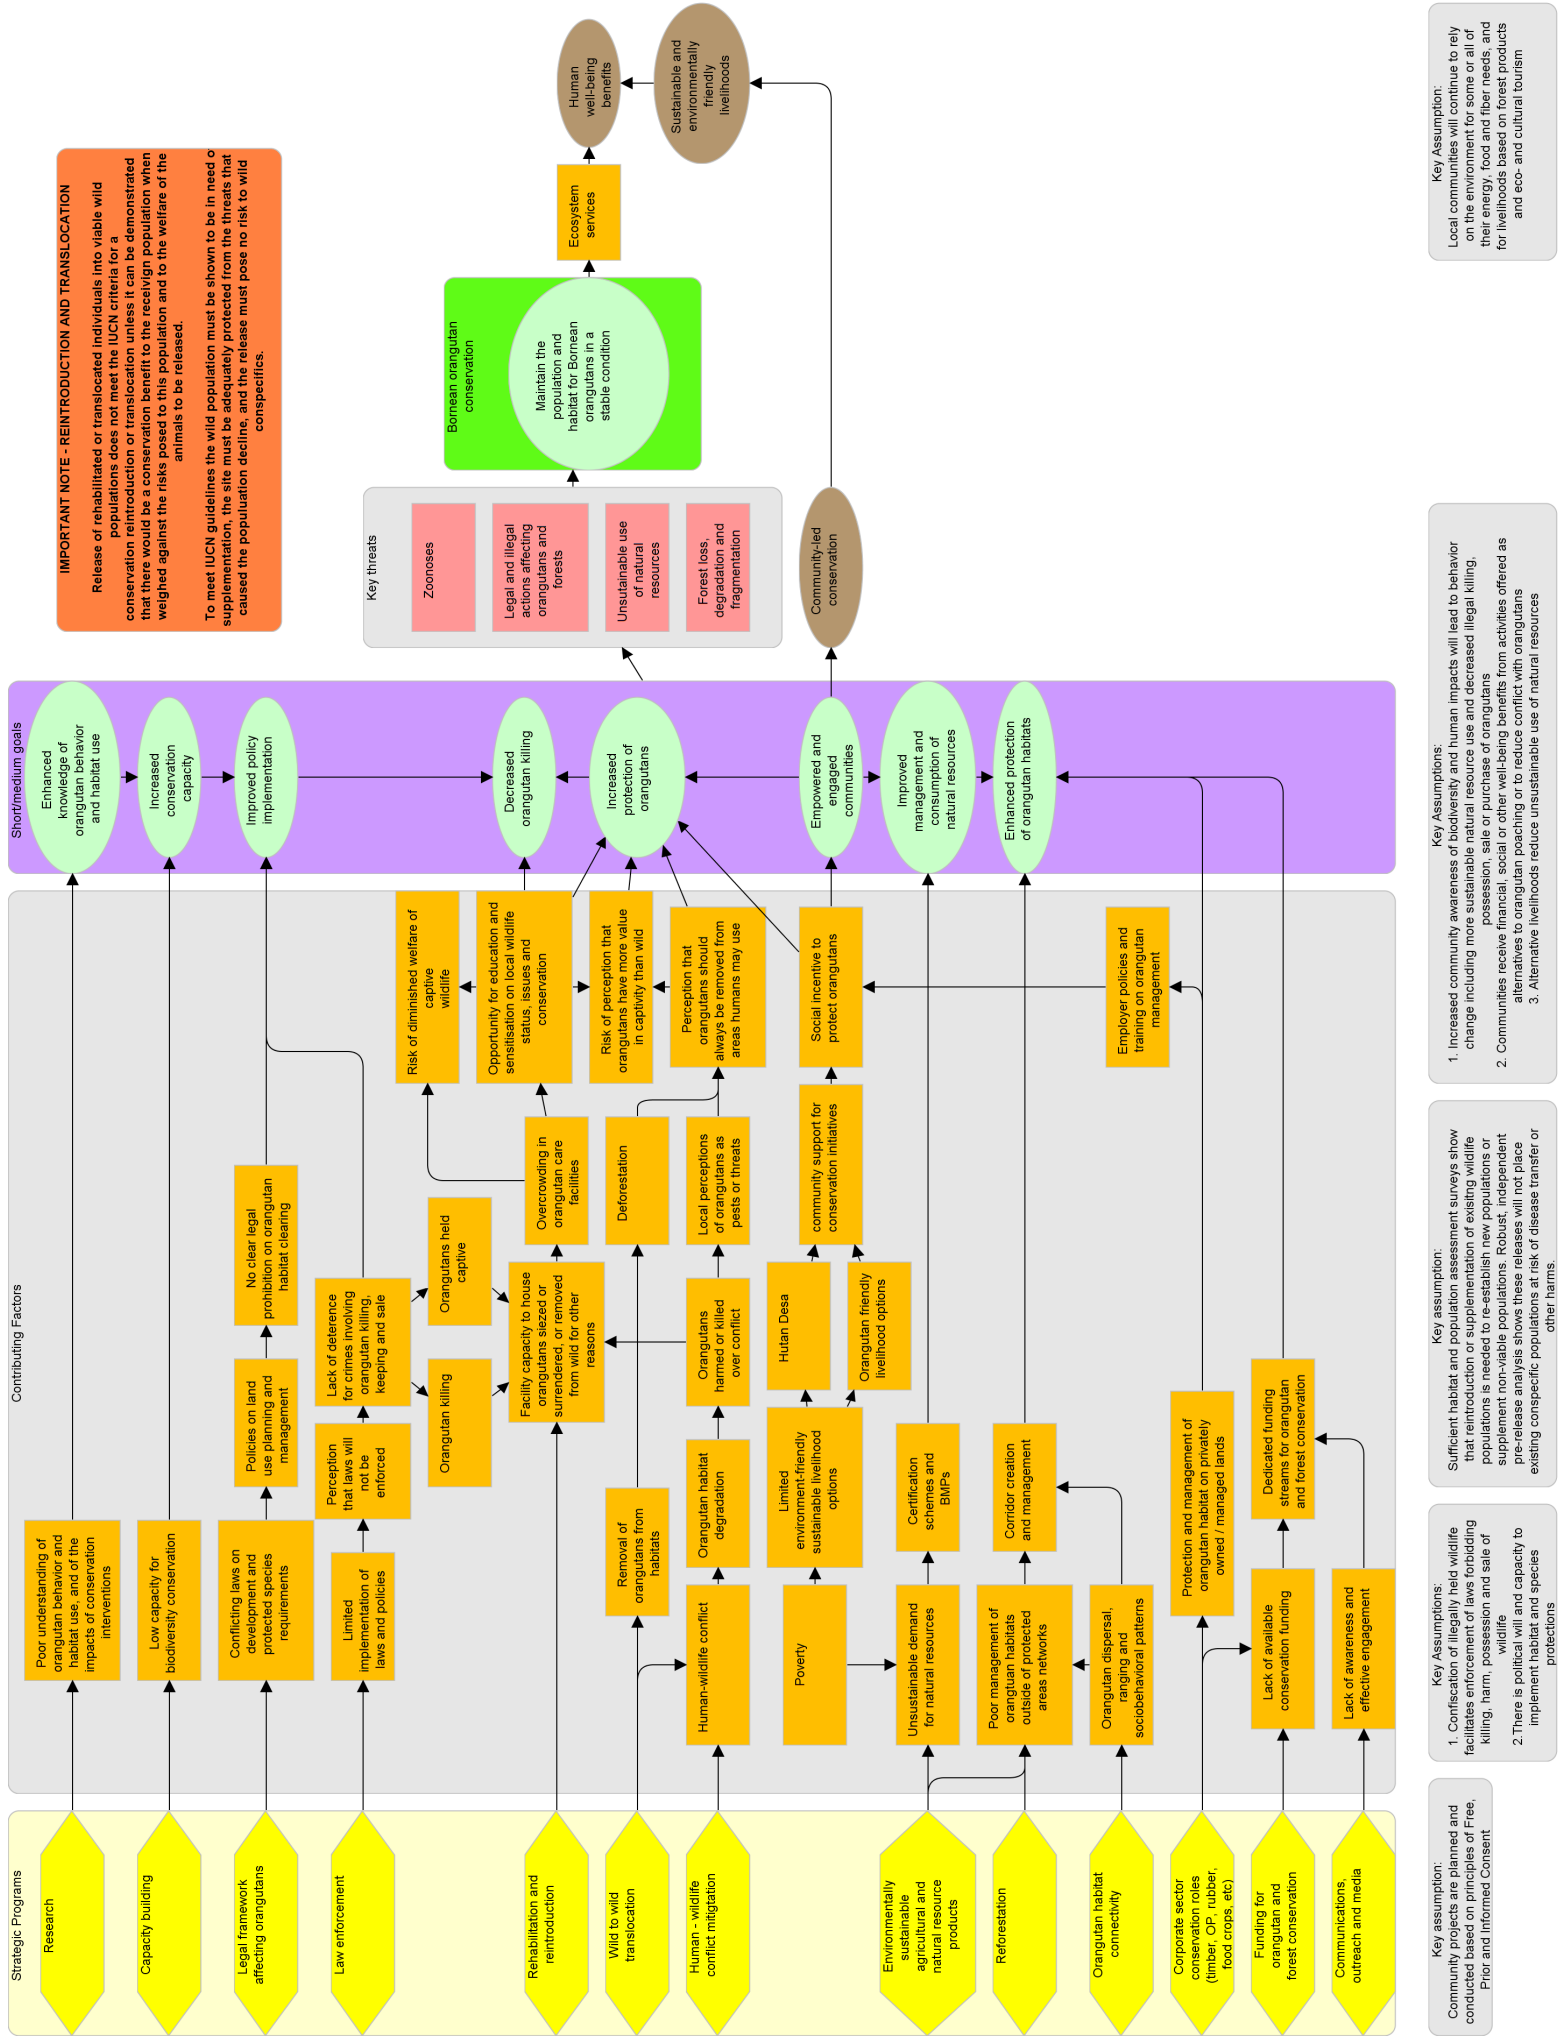 Strategic Programs
Research
Capacity building
Legal framework
affecting orangutans
Law enforcement
Rehabilitation and
reintroduction
Wild to wild
translocation
Human - wildlife
conflict mitigtation
Environmentally
sustainable
agricultural and
natural resource
products
Reforestation
Orangutan habitat
connectivity
Corporate sector
conservation roles
(timber, OP, rubber,
food crops, etc)
Funding for
orangutan and
forest conservation
Communications,
outreach and media
Contributing Factors
Poor understanding of
orangutan behavior and
habitat use, and of the
impacts of conservation
interventions
Low capacity for
biodiversity conservation
Conflicting laws on
development and
protected species
requirements
Policies on land
use planning and
management
No clear legal
prohibition on orangutan
habitat clearing
Limited
implementation of
laws and policies
Perception
that laws will
not be
enforced
Lack of deterence
for crimes involving
orangutan killing,
keeping and sale
Orangutan killing
Orangutans held
captive
Facility capacity to house
orangutans siezed or
surrendered, or removed
from wild for other
reasons
Overcrowding in
orangutan care
facilities
Risk of diminished welfare of
captive
wildlife
Opportunity for education and
sensitisation on local wildlife
status, issues and
conservation
Risk of perception that
orangutans have more value
in captivity than wild
Removal of
orangutans from
habitats
Deforestation
Perception that
orangutans should
always be removed from
areas humans may use
Human-wildlife conflict
Orangutan habitat
degradation
Orangutans
harmed or killed
over conflict
Local perceptions
of orangutans as
pests or threats
Poverty
Limited
environment-friendly
sustainable livelihood
options
Hutan Desa
Orangutan friendly
livelihood options
community support for
conservation initiatives
Social incentive to
protect orangutans
Unsustainable demand
for natural resources
Certification
schemes and
BMPs
Poor management of
orangtuan habitats
outside of protected
areas networks
Corridor creation
and management
Orangutan dispersal,
ranging and
sociobehavioral patterns
Employer policies and
training on orangutan
management
Protection and management of
orangutan habitat on privately
owned / managed lands
Lack of available
conservation funding
Dedicated funding
streams for orangutan
and forest conservation
Lack of awareness and
effective engagement
Short/medium goals
Enhanced
knowledge of
orangutan behavior
and habitat use
Increased
conservation
capacity
Improved policy
implementation
Decreased
orangutan killing
Increased
protection of
orangutans
Empowered and
engaged
communities
Improved
management and
consumption of
natural resources
Enhanced protection
of orangutan habitats
Key threats
Zoonoses
Legal and illegal
actions affecting
orangutans and
forests
Unsutainable use
of natural
resources
Forest loss,
degradation and
fragmentation
Community-led
conservation
Bornean orangutan
conservation
Maintain the
population and
habitat for Bornean
orangutans in a
stable condition
Ecosystem
services
Human
well-being
benefits
Sustainable and
environmentally
friendly
livelihoods
IMPORTANT NOTE - REINTRODUCTION AND TRANSLOCATION
Release of rehabilitated or translocated individuals into viable wild
populations does not meet the IUCN criteria for a
conservation reintroduction or translocation unless it can be demonstrated
that there would be a conservation benefit to the receivign population when
weighed against the risks posed to this population and to the welfare of the
animals to be released.
To meet IUCN guidelines the wild population must be shown to be in need o
supplementation, the site must be adequately protected from the threats that
caused the populuation decline, and the release must pose no risk to wild
conspecifics.
Key assumption:
Community projects are planned and
conducted based on principles of Free,
Prior and Informed Consent
Key Assumptions:
1. Confiscation of illegally held wildlife
facilitates enforcement of laws forbidding
killing, harm, possession and sale of
wildlife
2.There is political will and capacity to
implement habitat and species
protections
Key assumption:
Sufficient habitat and population assessment surveys show
that reintroduction or supplementation of exisitng wildlife
populations is needed to re-establish new populations or
supplement non-viable populations. Robust, independent
pre-release analysis shows these releases will not place
existing conspecific populations at risk of disease transfer or
other harms.
Key Assumptions:
1. Increased community awareness of biodiversity and human impacts will lead to behavior
change including more sustainable natural resource use and decreased illegal killing,
possession, sale or purchase of orangutans
2. Communities receive financial, social or other well-being benefits from activities offered as
alternatives to orangutan poaching or to reduce conflict with orangutans
3. Alternative livelihoods reduce unsustainable use of natural resources
Key Assumption:
Local communities will continue to rely
on the environment for some or all of
their energy, food and fiber needs, and
for livelihoods based on forest products
and eco- and cultural tourism